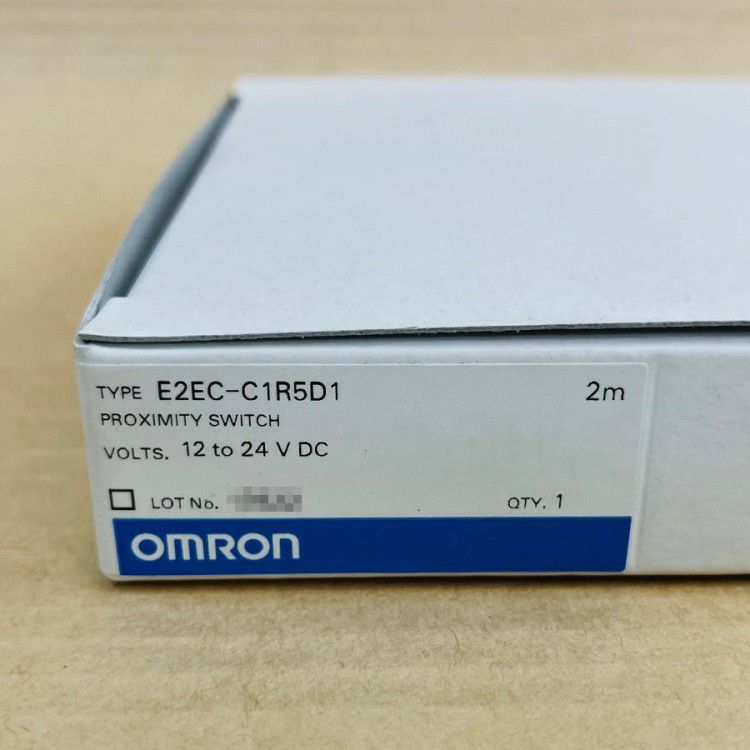 TYPE E2EC-C1R5D1 2m
PROXIMITY SWITCH
VOLTS. 12 to 24 V DC
LOT No. QTY. 1
OMRON